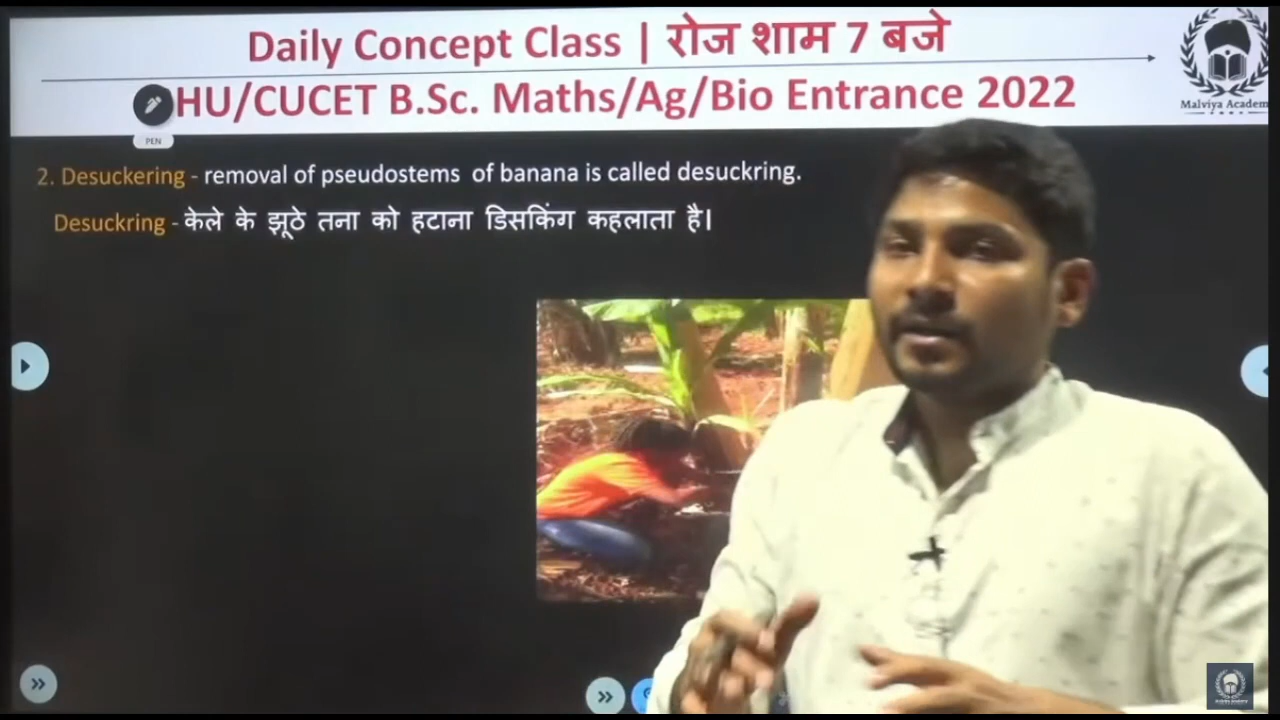 Daily Concept Class | रोज शाम 7 बजे
HU/CUCET B.Sc. Maths/Ag/Bio Entrance 2022
Malviya Academ
PEN
2. Desuckering - removal of pseudostems of banana is called desuckring.
Desuckring - केले के झूठे तना को हटाना डिसकिंग कहलाता है।